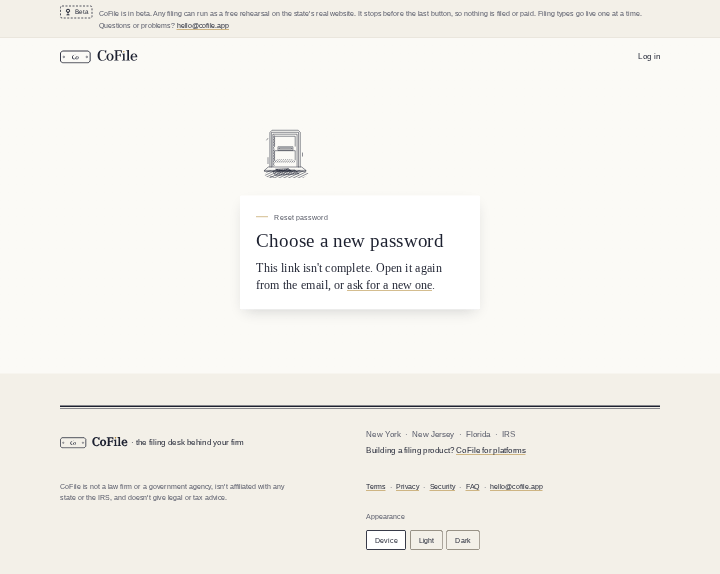 Beta
CoFile is in beta. Any filing can run as a free rehearsal on the state's real website. It stops before the last button, so nothing is filed or paid. Filing types go live one at a time.
Questions or problems? hello@cofile.app
Co CoFile
Log in
Reset password
Choose a new password
This link isn't complete. Open it again
from the email, or ask for a new one.
Co CoFile · the filing desk behind your firm
New York · New Jersey · Florida · IRS
Building a filing product? CoFile for platforms
CoFile is not a law firm or a government agency, isn't affiliated with any
state or the IRS, and doesn't give legal or tax advice.
Terms · Privacy · Security · FAQ · hello@cofile.app
Appearance
Device Light Dark